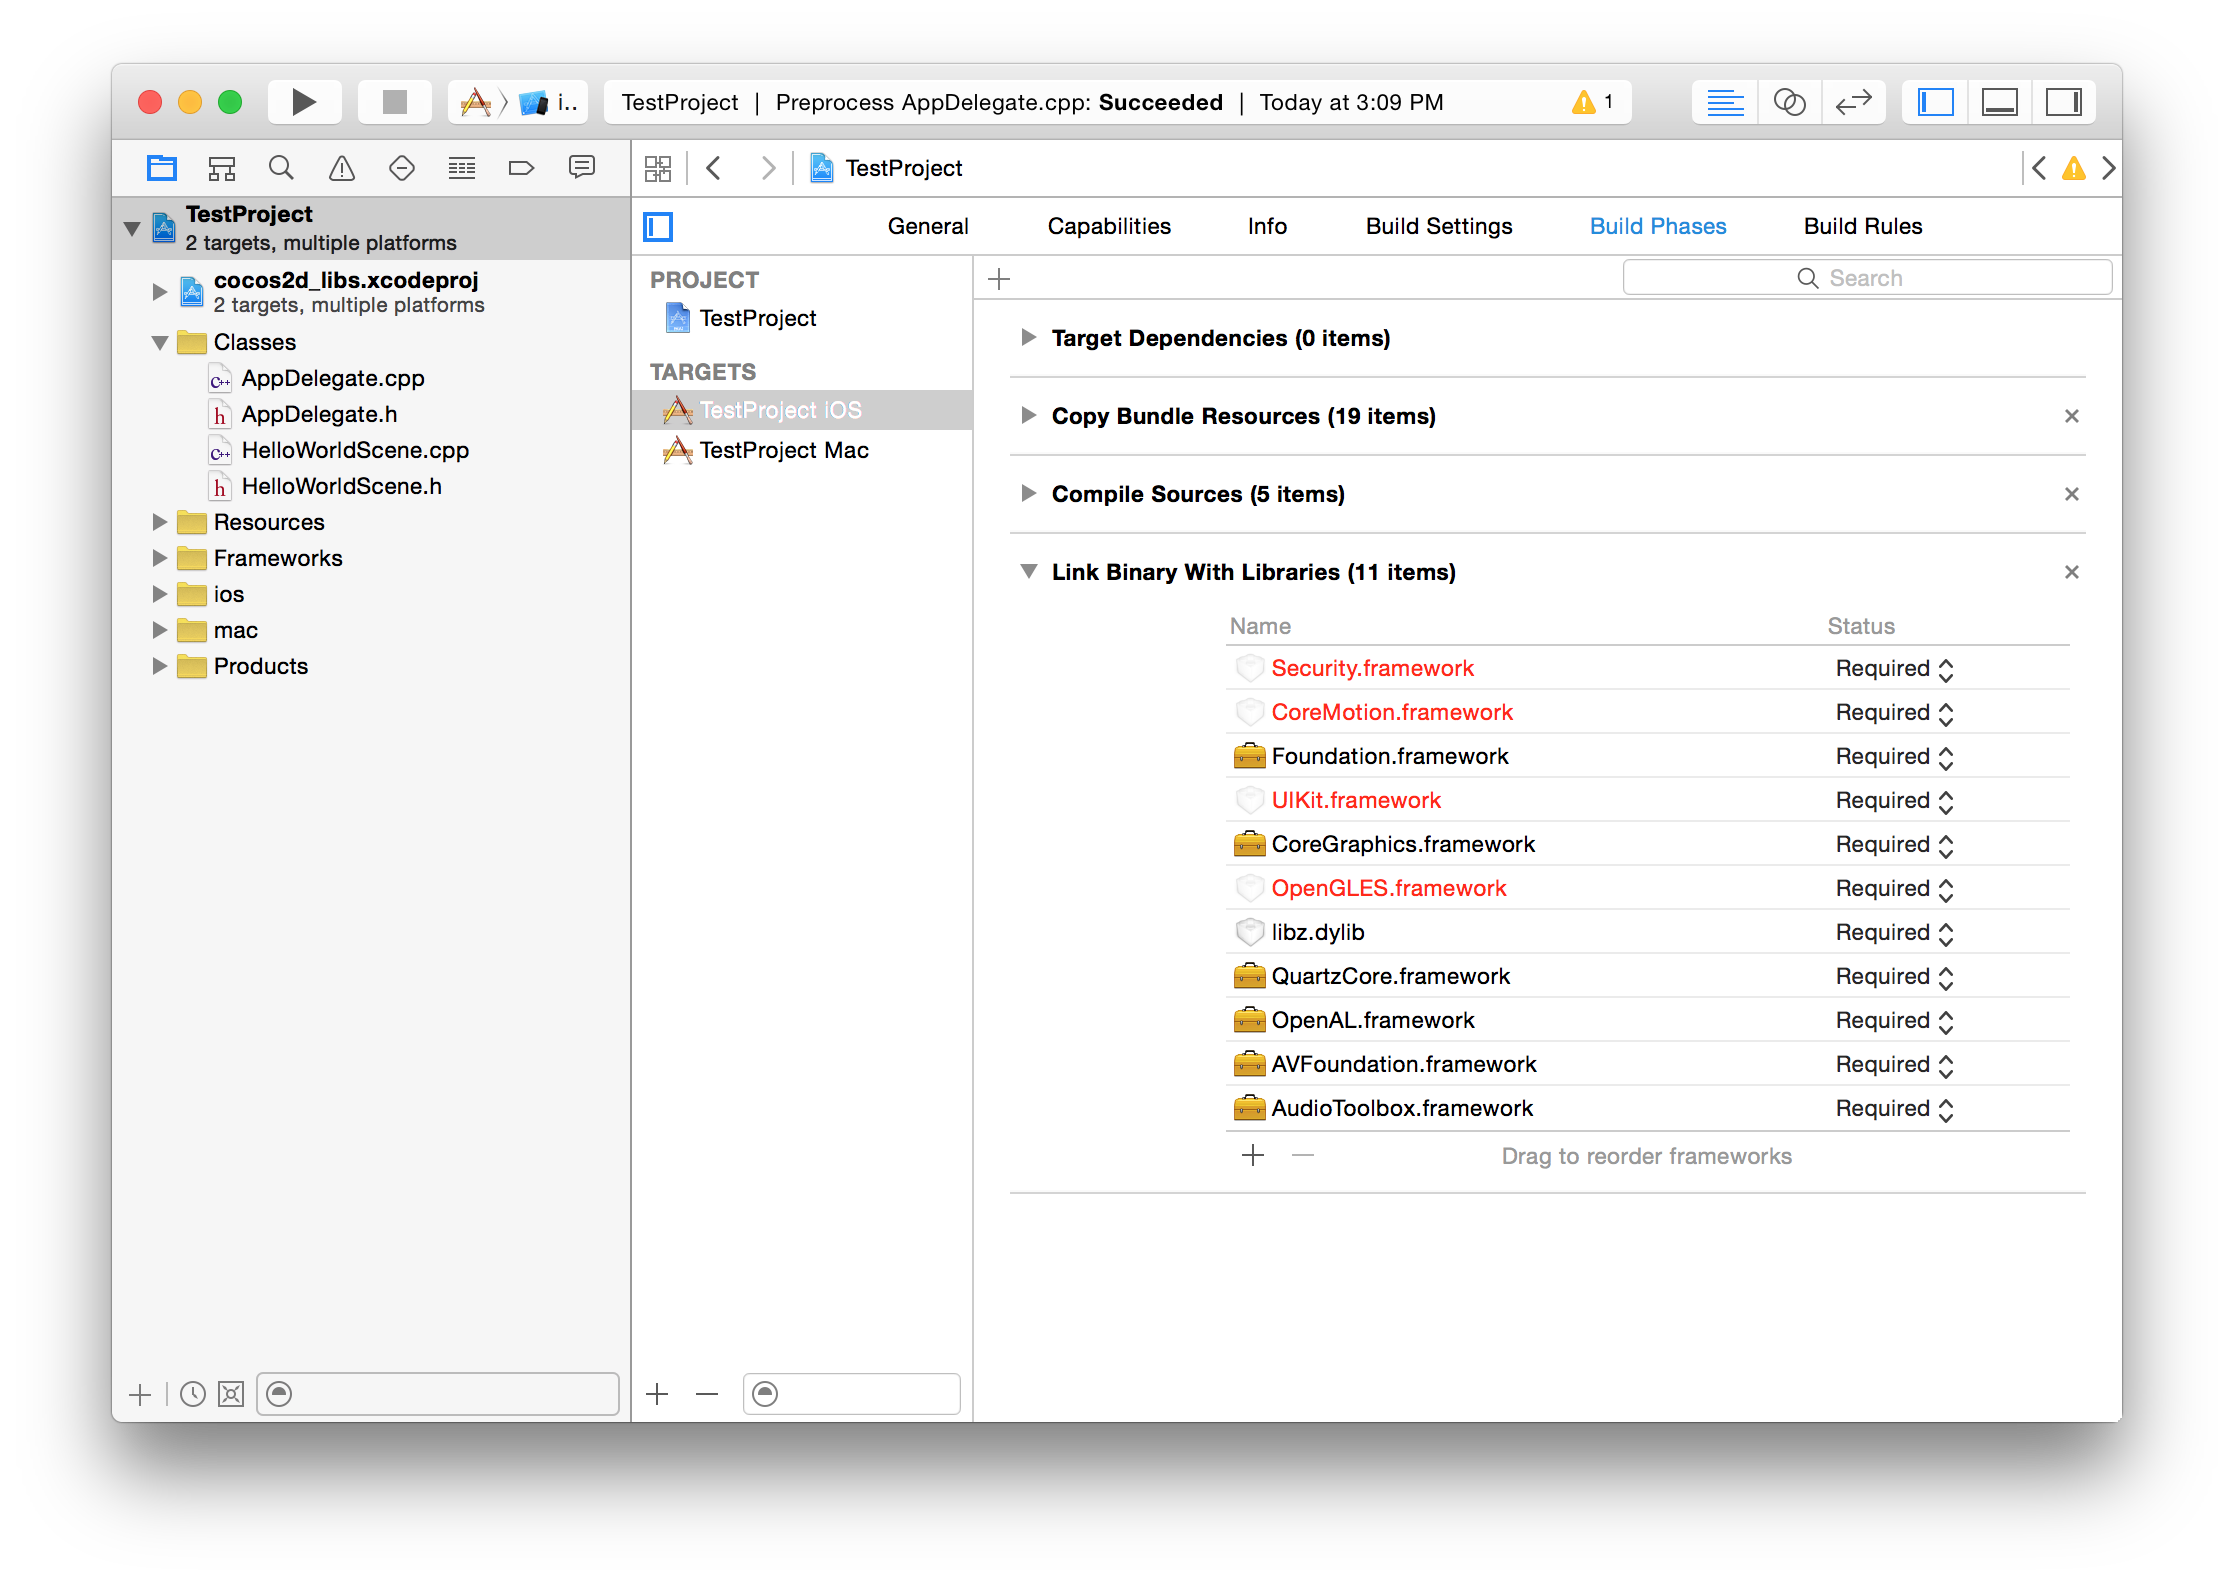 i..
TestProject | Preprocess AppDelegate.cpp: Succeeded | Today at 3:09 PM
1
TestProject
TestProject
2 targets, multiple platforms
cocos2d_libs.xcodeproj
2 targets, multiple platforms
Classes
AppDelegate.cpp
AppDelegate.h
HelloWorldScene.cpp
HelloWorldScene.h
Resources
Frameworks
ios
mac
Products
General
Capabilities
Info
Build Settings
Build Phases
Build Rules
PROJECT
TestProject
TARGETS
TestProject iOS
TestProject Mac
Search
Target Dependencies (0 items)
Copy Bundle Resources (19 items)
Compile Sources (5 items)
Link Binary With Libraries (11 items)
Name Status
Security.framework Required
CoreMotion.framework Required
Foundation.framework Required
UIKit.framework Required
CoreGraphics.framework Required
OpenGLES.framework Required
libz.dylib Required
QuartzCore.framework Required
OpenAL.framework Required
AVFoundation.framework Required
AudioToolbox.framework Required
Drag to reorder frameworks